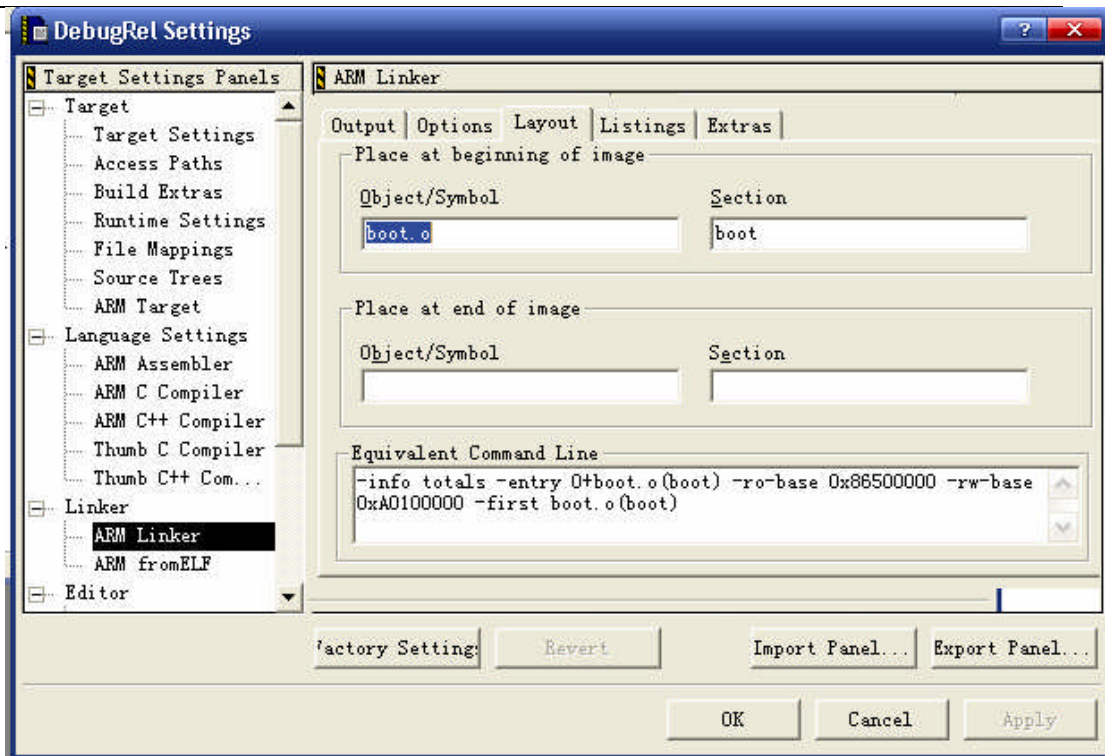 DebugRel Settings
Target Settings Panels
Target
Target Settings
Access Paths
Build Extras
Runtime Settings
File Mappings
Source Trees
ARM Target
Language Settings
ARM Assembler
ARM C Compiler
ARM C++ Compiler
Thumb C Compiler
Thumb C++ Com...
Linker
ARM Linker
ARM fromELF
Editor
ARM Linker
Output Options Layout Listings Extras
Place at beginning of image
Object/Symbol Section
boot.o boot
Place at end of image
Object/Symbol Section
Equivalent Command Line
-info totals -entry 0+boot.o(boot) -ro-base 0x86500000 -rw-base
0xA0100000 -first boot.o(boot)
Factory Settings Revert Import Panel... Export Panel...
OK Cancel Apply